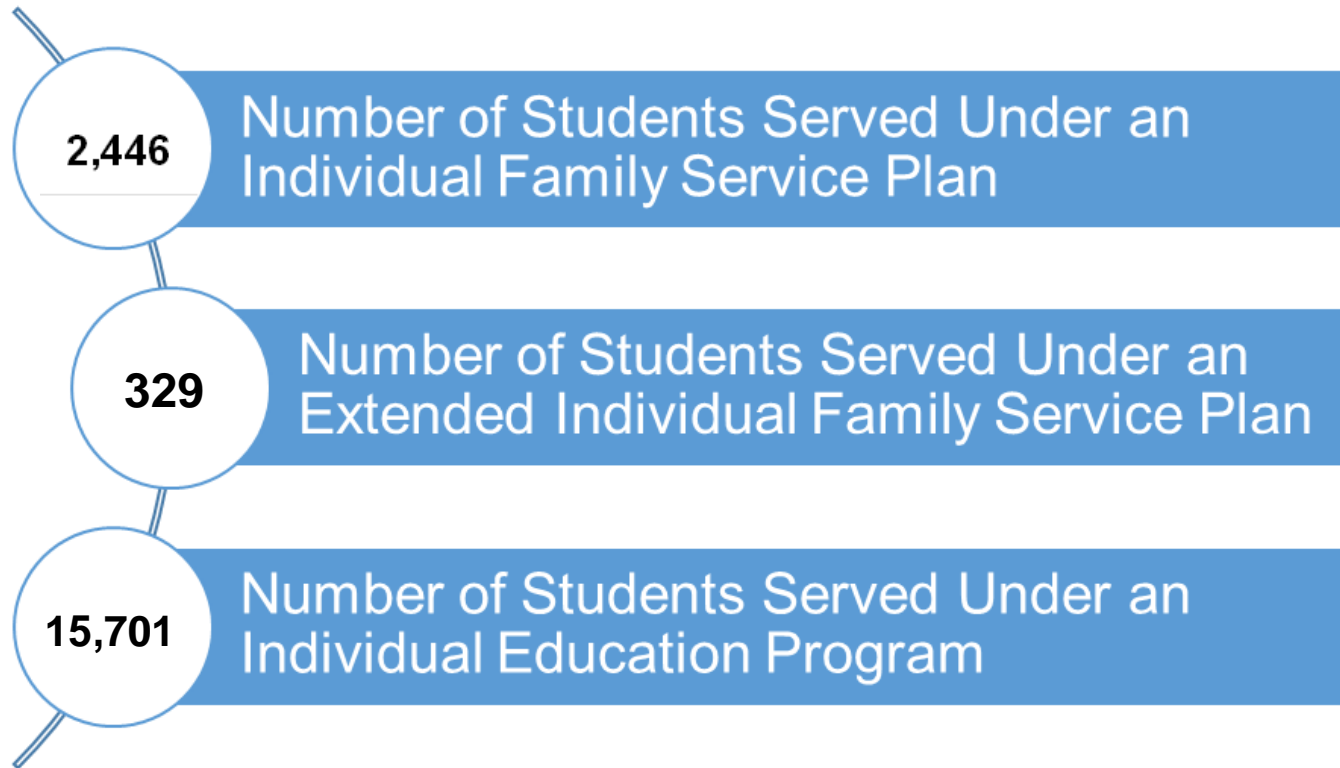 2,446
Number of Students Served Under an
Individual Family Service Plan
329
Number of Students Served Under an
Extended Individual Family Service Plan
15,701
Number of Students Served Under an
Individual Education Program